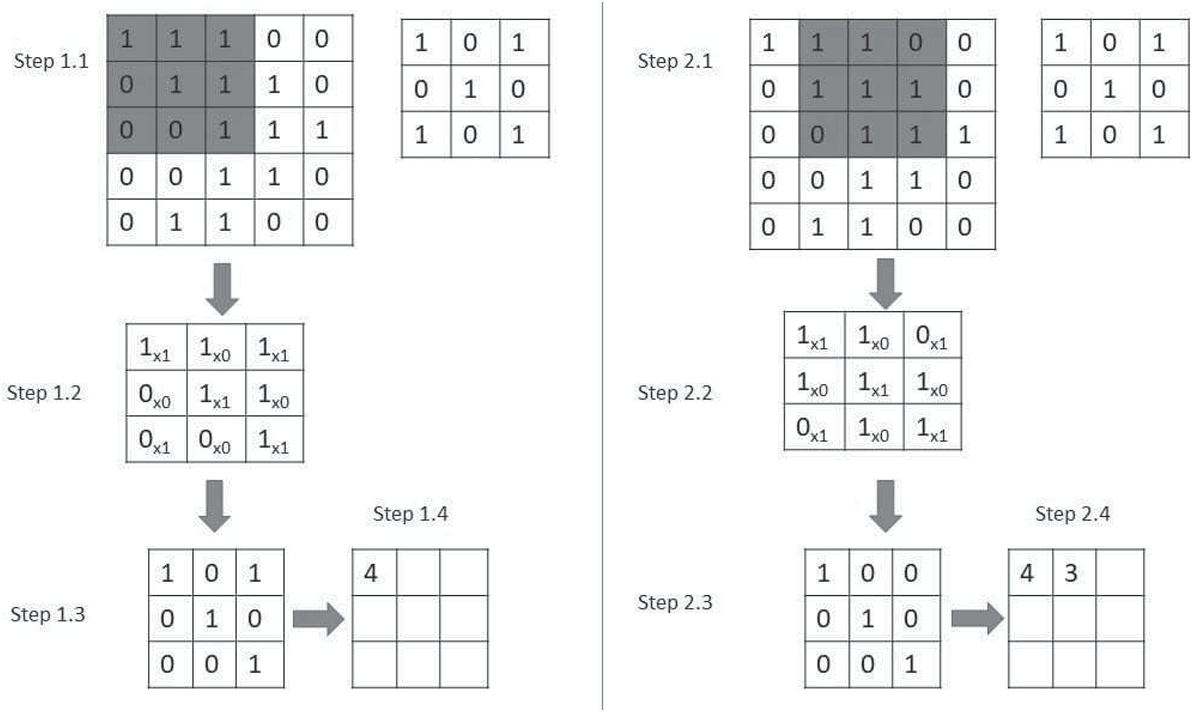 Step 1.1
1 1 1 0 0
0 1 1 1 0
0 0 1 1 1
0 0 1 1 0
0 1 1 0 0
1 0 1
0 1 0
1 0 1
Step 1.2
1x1 1x0 1x1
0x0 1x1 1x0
0x1 0x0 1x1
Step 1.3
1 0 1
0 1 0
0 0 1
Step 1.4
4
Step 2.1
1 1 1 0 0
0 1 1 1 0
0 0 1 1 1
0 0 1 1 0
0 1 1 0 0
1 0 1
0 1 0
1 0 1
Step 2.2
1x1 1x0 0x1
1x0 1x1 1x0
0x1 1x0 1x1
Step 2.3
1 0 0
0 1 0
0 0 1
Step 2.4
4 3